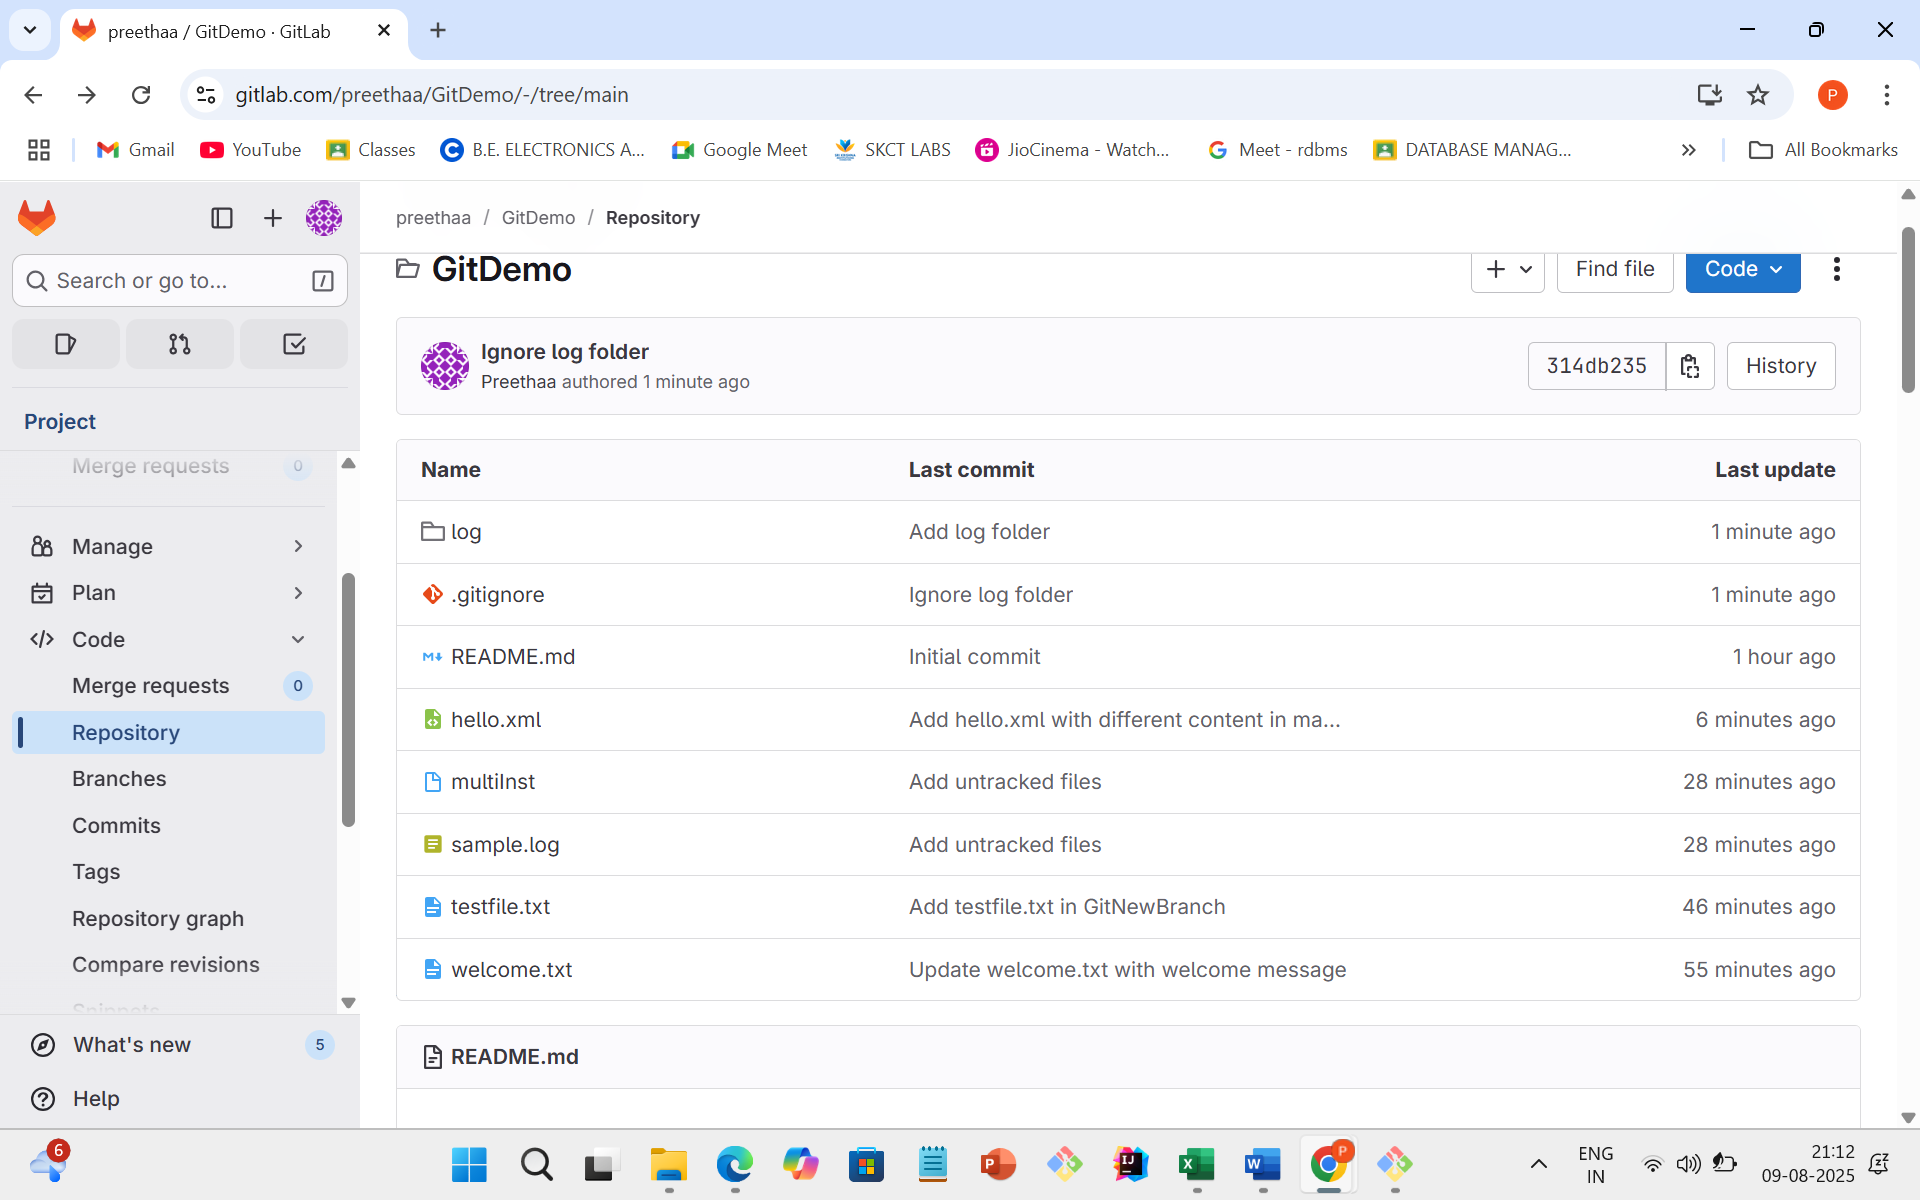 preethaa / GitDemo · GitLab
gitlab.com/preethaa/GitDemo/-/tree/main
P
Gmail
YouTube
Classes
B.E. ELECTRONICS A...
Google Meet
SKCT LABS
JioCinema - Watch...
Meet - rdbms
DATABASE MANAG...
All Bookmarks
preethaa / GitDemo / Repository
Search or go to...
/
GitDemo
Find file
Code
Ignore log folder
Preethaa authored 1 minute ago
314db235
History
Project
Merge requests 0
Manage
Plan
Code
Merge requests 0
Repository
Branches
Commits
Tags
Repository graph
Compare revisions
Snippets
What's new 5
Help
Name Last commit Last update
log Add log folder 1 minute ago
.gitignore Ignore log folder 1 minute ago
README.md Initial commit 1 hour ago
hello.xml Add hello.xml with different content in ma... 6 minutes ago
multiInst Add untracked files 28 minutes ago
sample.log Add untracked files 28 minutes ago
testfile.txt Add testfile.txt in GitNewBranch 46 minutes ago
welcome.txt Update welcome.txt with welcome message 55 minutes ago
README.md
6
ENG
IN
21:12
09-08-2025